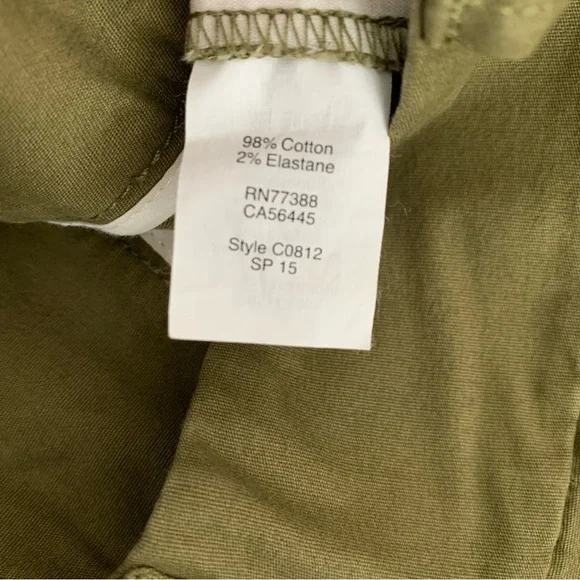 98% Cotton
2% Elastane
RN77388
CA56445
Style C0812
SP 15